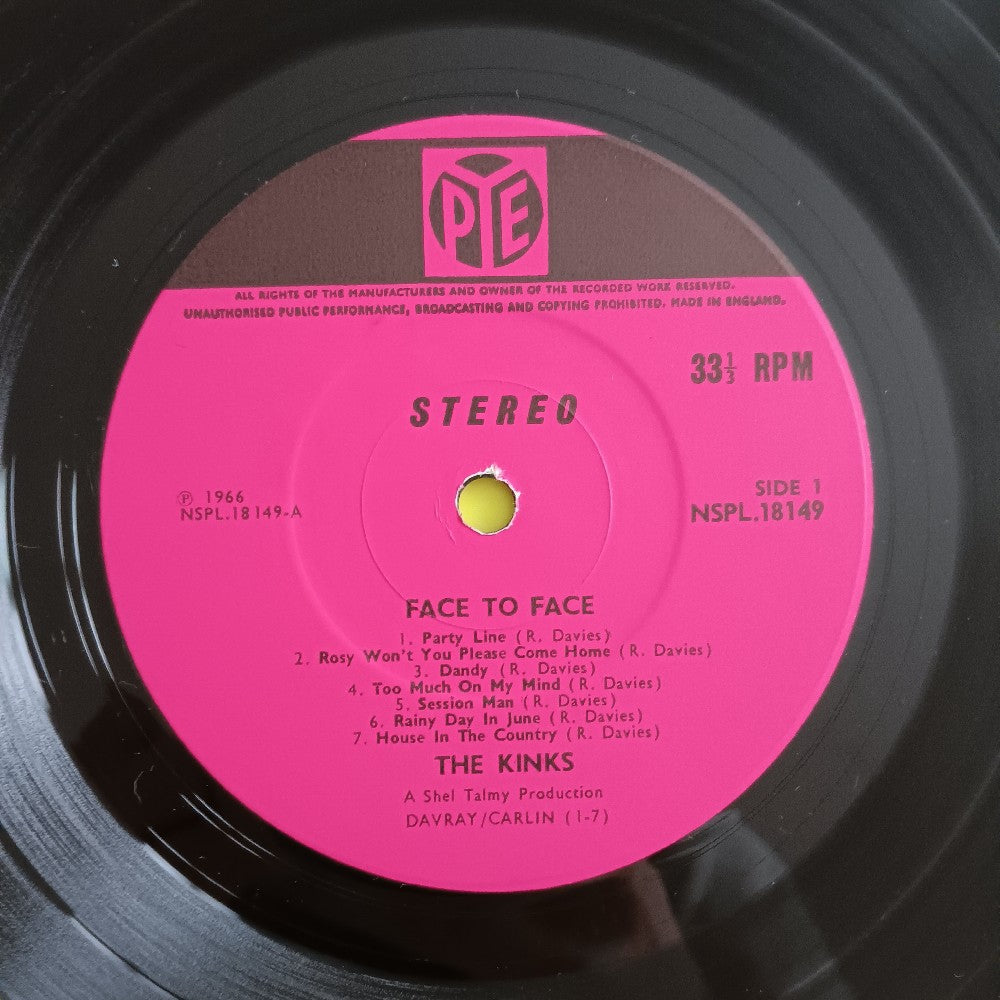 PYE
ALL RIGHTS OF THE MANUFACTURERS AND OWNER OF THE RECORDED WORK RESERVED.
UNAUTHORISED PUBLIC PERFORMANCE, BROADCASTING AND COPYING PROHIBITED. MADE IN ENGLAND.
33⅓ RPM
STEREO
℗ 1966
NSPL.18149-A
SIDE 1
NSPL.18149
FACE TO FACE
1. Party Line (R. Davies)
2. Rosy Won't You Please Come Home (R. Davies)
3. Dandy (R. Davies)
4. Too Much On My Mind (R. Davies)
5. Session Man (R. Davies)
6. Rainy Day In June (R. Davies)
7. House In The Country (R. Davies)
THE KINKS
A Shel Talmy Production
DAVRAY/CARLIN (1-7)